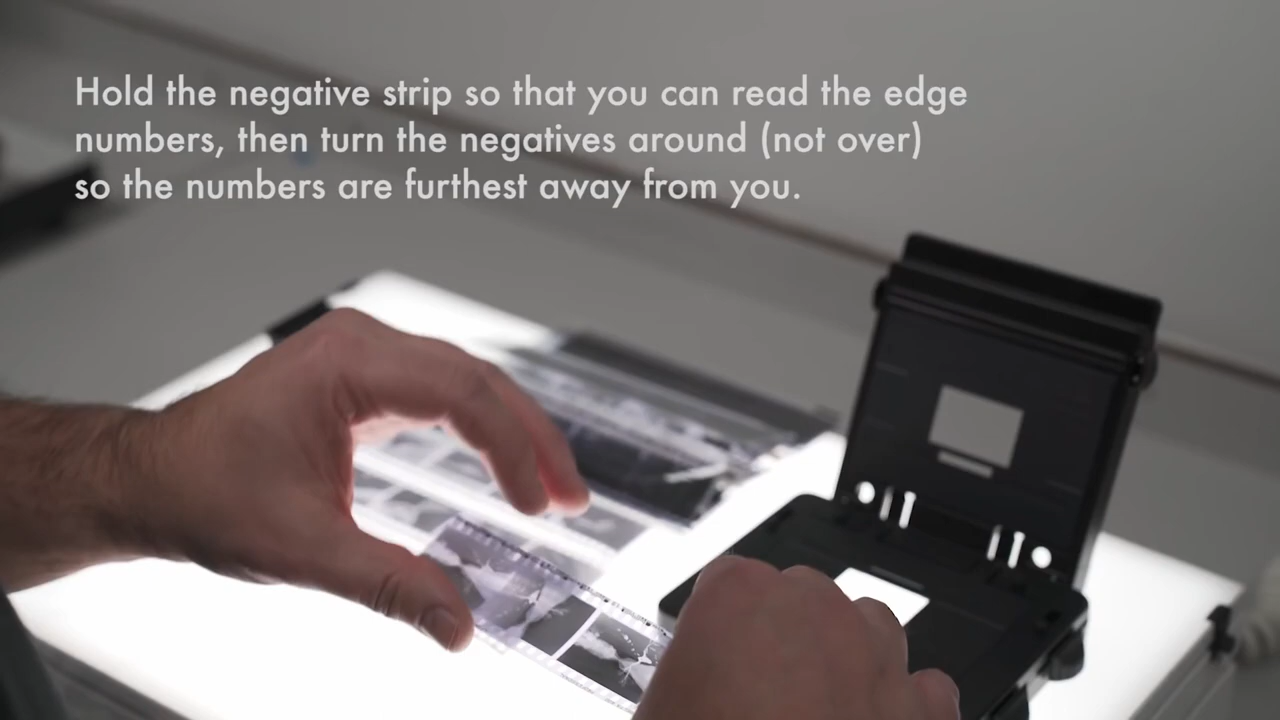 Hold the negative strip so that you can read the edge
numbers, then turn the negatives around (not over)
so the numbers are furthest away from you.